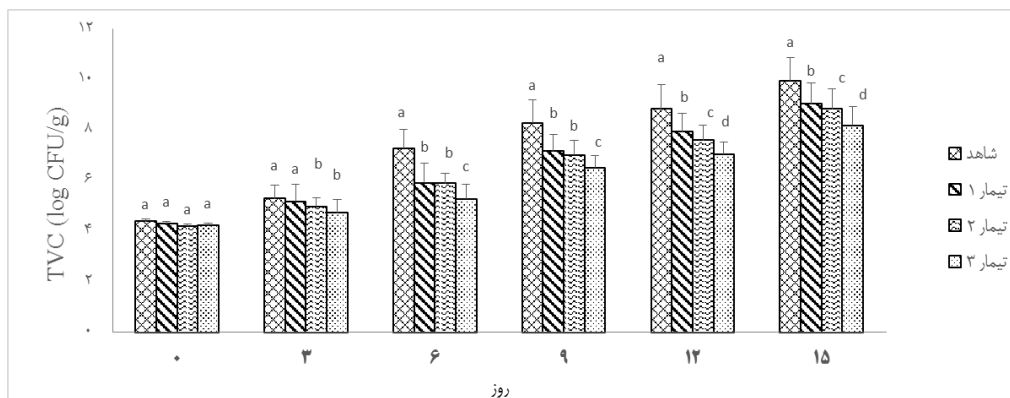 TVC (log CFU/g)
۱۲
۱۰
۸
۶
۴
۲
۰
a a a a
a a b b
a b b c
a b b c
a b c d
a b c d
۰ ۳ ۶ ۹ ۱۲ ۱۵
روز
شاهد
تیمار ۱
تیمار ۲
تیمار ۳